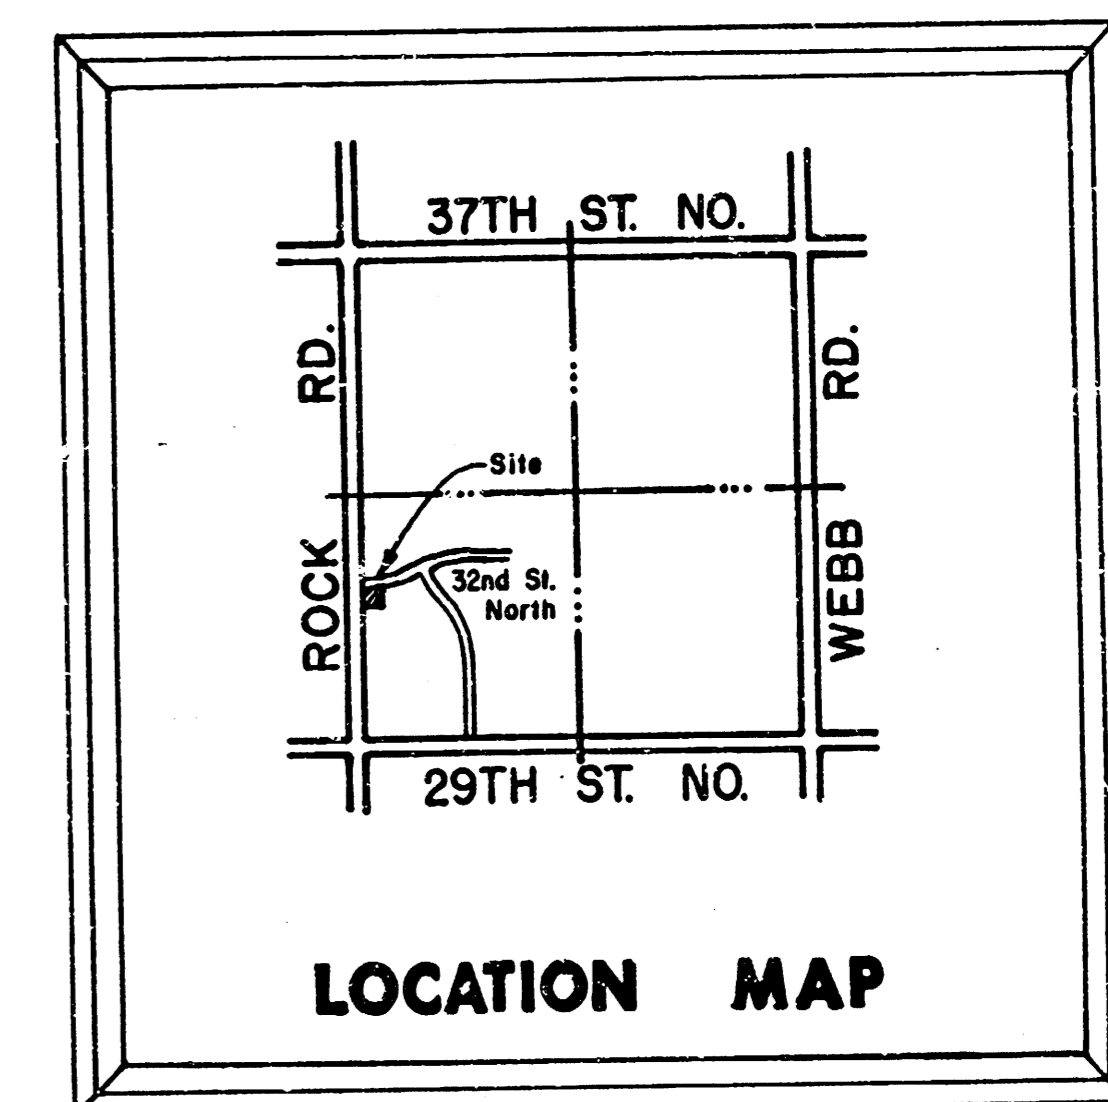 37TH ST. NO.
ROCK RD.
WEBB RD.
Site
32nd St.
North
29TH ST. NO.
LOCATION MAP